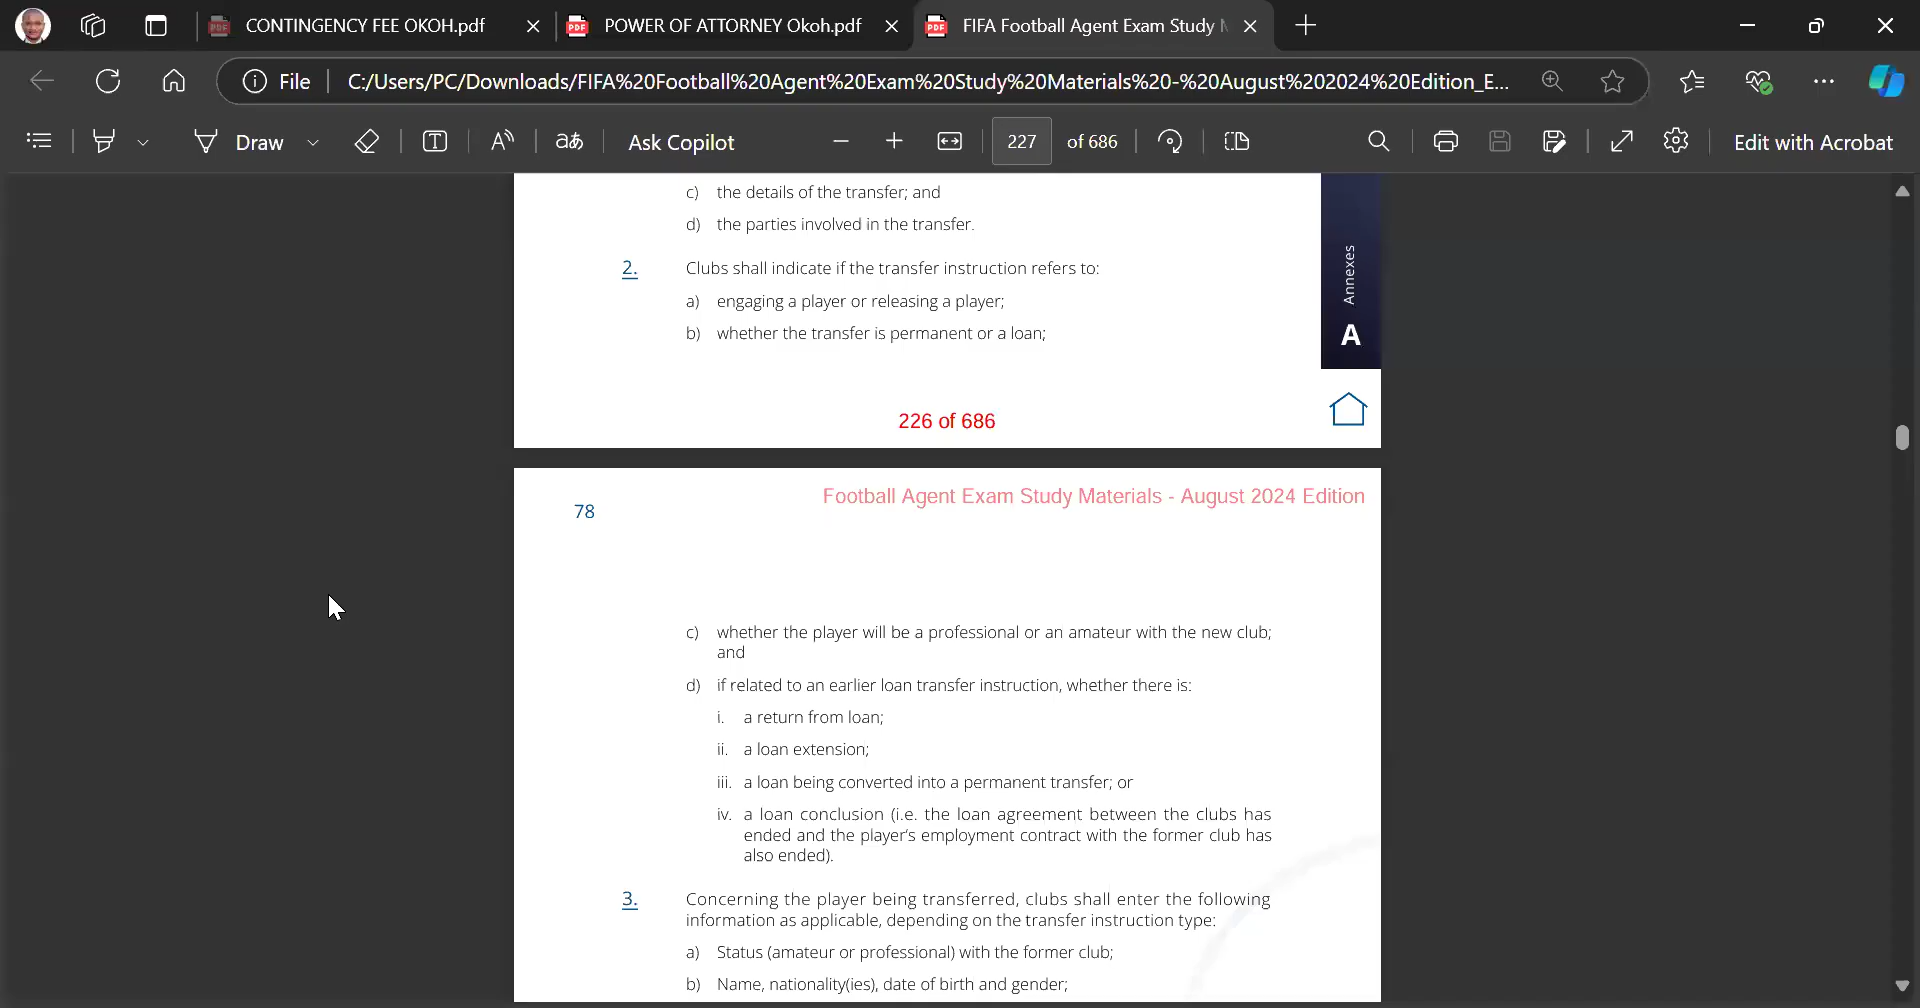 CONTINGENCY FEE OKOH.pdf
POWER OF ATTORNEY Okoh.pdf
FIFA Football Agent Exam Study
File
C:/Users/PC/Downloads/FIFA%20Football%20Agent%20Exam%20Study%20Materials%20-%20August%202024%20Edition_E...
Draw
Ask Copilot
227
of 686
Edit with Acrobat
c) the details of the transfer; and
d) the parties involved in the transfer.
2. Clubs shall indicate if the transfer instruction refers to:
a) engaging a player or releasing a player;
b) whether the transfer is permanent or a loan;
Annexes
A
226 of 686
Football Agent Exam Study Materials - August 2024 Edition
78
c) whether the player will be a professional or an amateur with the new club;
and
d) if related to an earlier loan transfer instruction, whether there is:
i. a return from loan;
ii. a loan extension;
iii. a loan being converted into a permanent transfer; or
iv. a loan conclusion (i.e. the loan agreement between the clubs has
ended and the player's employment contract with the former club has
also ended).
3. Concerning the player being transferred, clubs shall enter the following
information as applicable, depending on the transfer instruction type:
a) Status (amateur or professional) with the former club;
b) Name, nationality(ies), date of birth and gender;